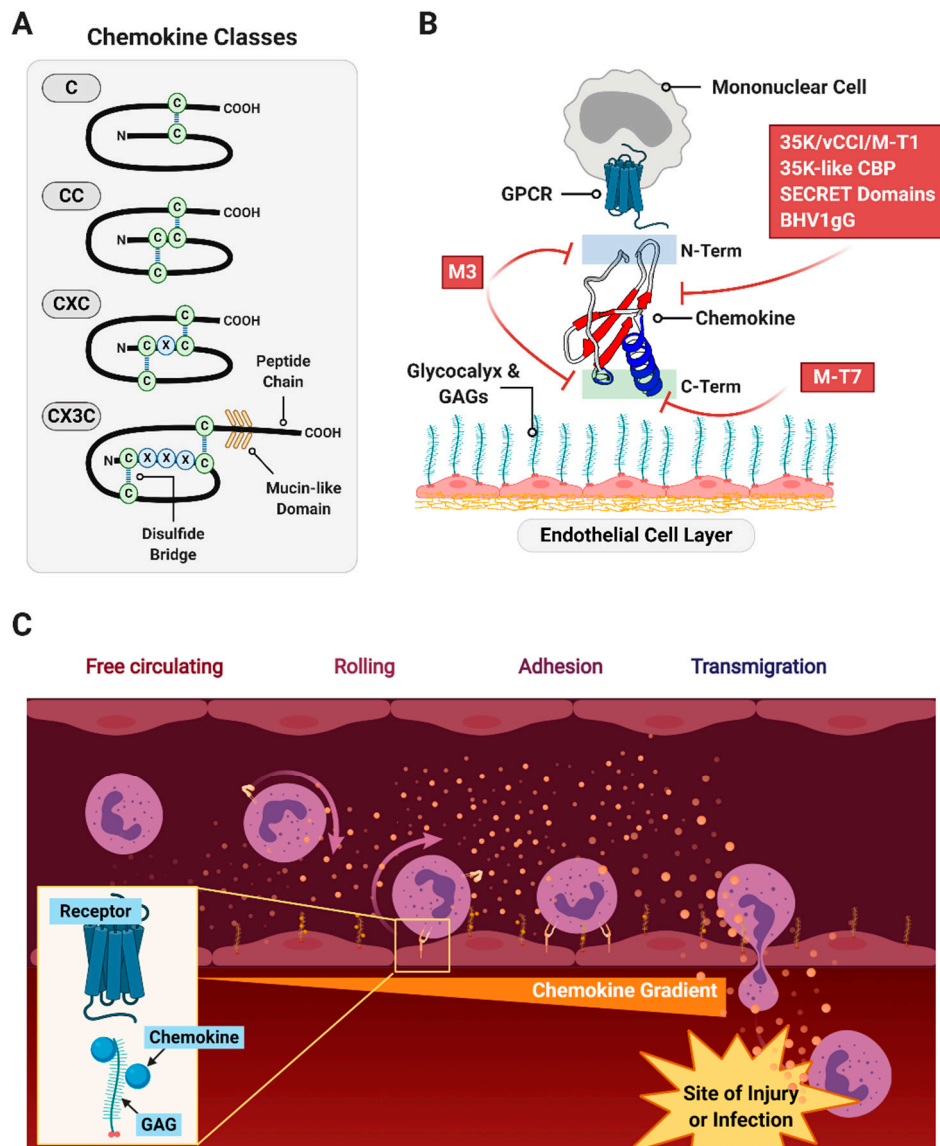 A
Chemokine Classes
C
C
COOH
N
C
CC
C
COOH
N
C
C
C
CXC
C
COOH
N
C
X
C
C
Peptide
Chain
CX3C
C
COOH
N
C
X
X
X
C
C
Mucin-like
Domain
Disulfide
Bridge
B
Mononuclear Cell
35K/vCCI/M-T1
35K-like CBP
SECRET Domains
BHV1gG
GPCR
N-Term
M3
Chemokine
Glycocalyx &
GAGs
C-Term
M-T7
Endothelial Cell Layer
C
Free circulating
Rolling
Adhesion
Transmigration
Receptor
Chemokine
GAG
Chemokine Gradient
Site of Injury
or Infection